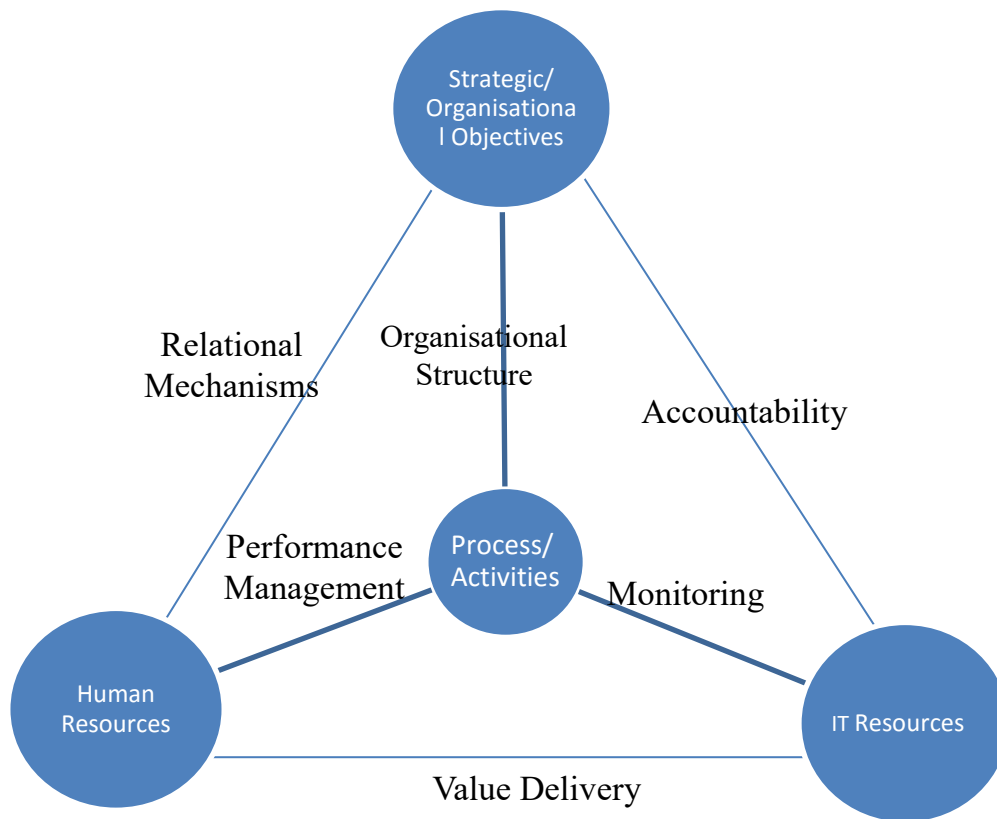 Strategic/
Organisationa
l Objectives
Relational
Mechanisms
Organisational
Structure
Accountability
Performance
Management
Process/
Activities
Monitoring
Human
Resources
IT Resources
Value Delivery